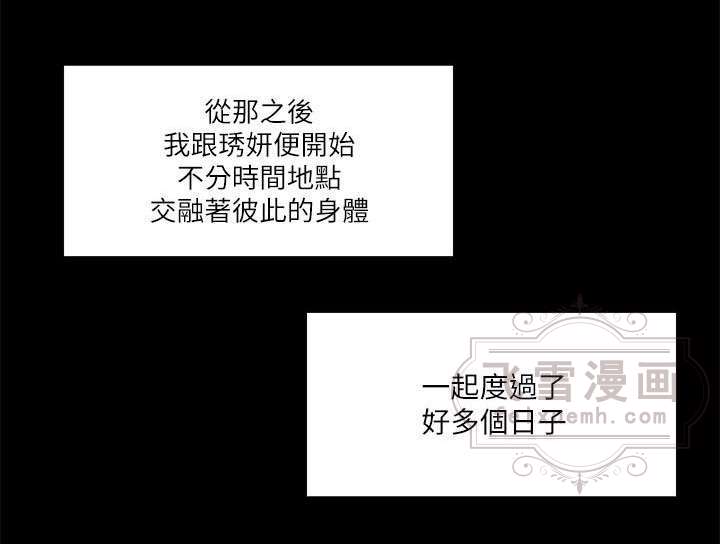 從那之後
我跟琇妍便開始
不分時間地點
交融著彼此的身體
一起度過了
好多個日子
飞雪漫画
feixuemh.com